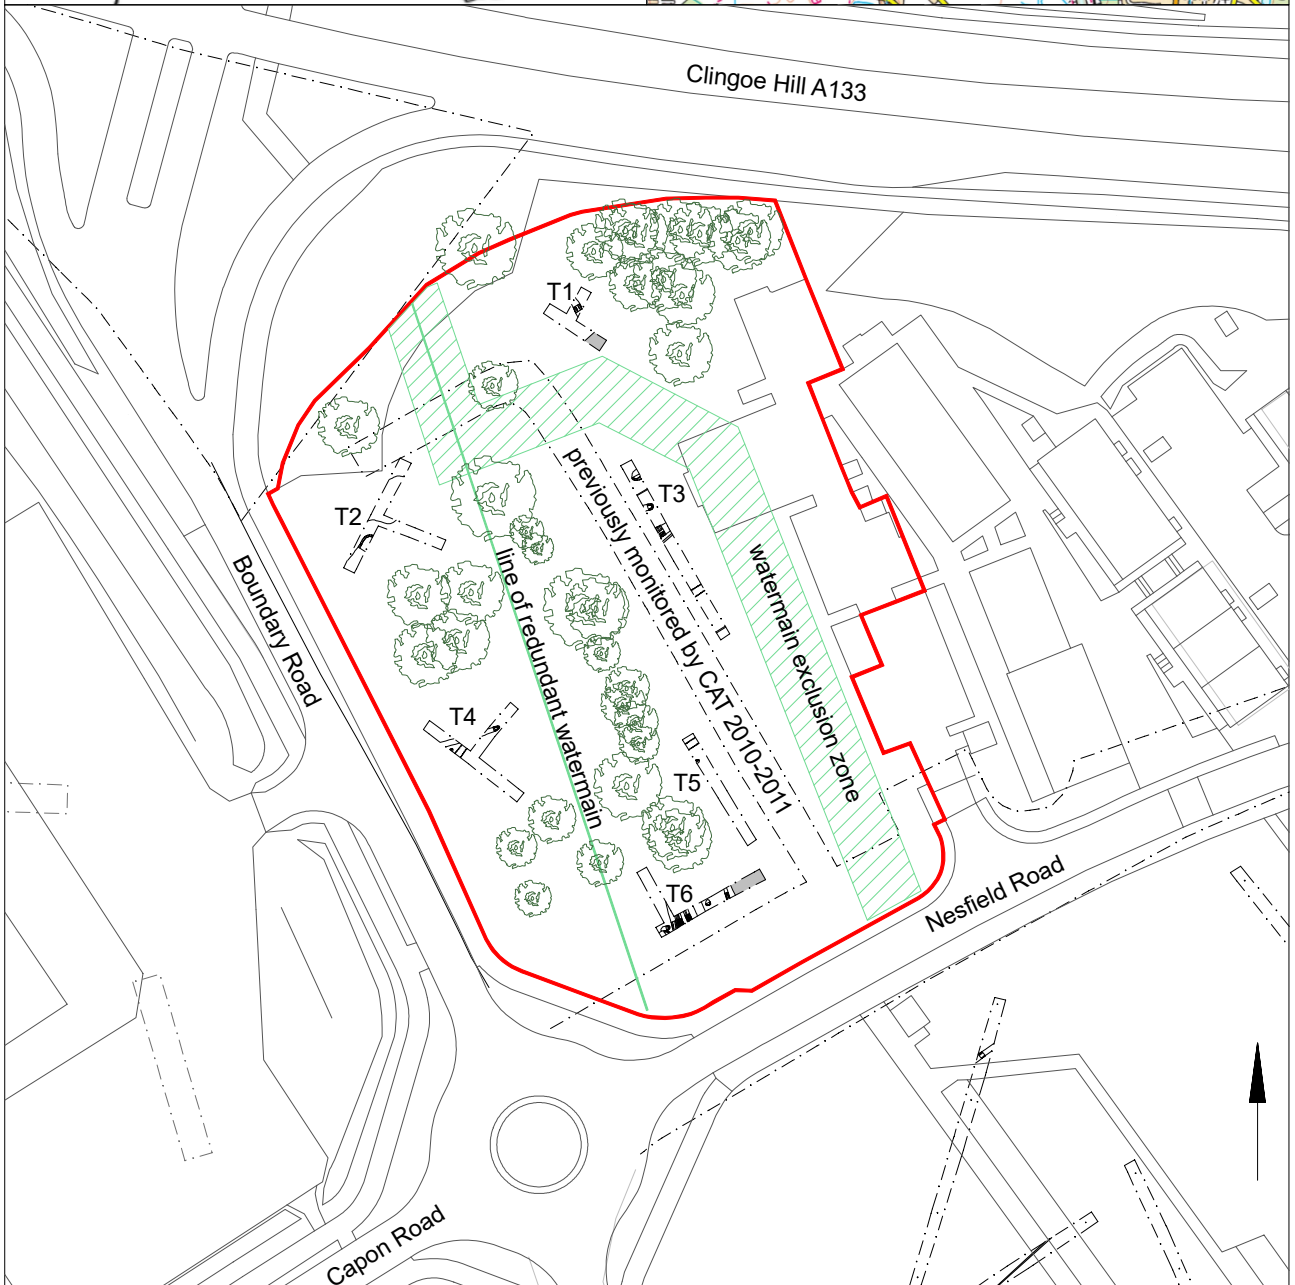 Clingoe Hill A133
T1
T3
T2
previously monitored by CAT 2010-2011
line of redundant watermain
watermain exclusion zone
Boundary Road
T4
T5
T6
Nesfield Road
Capon Road